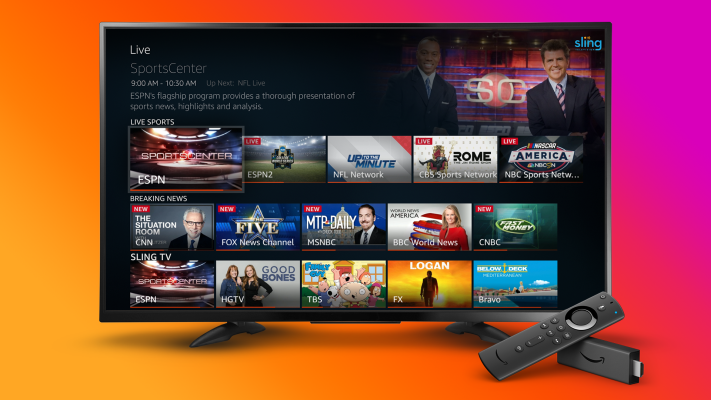 Live
sling
SportsCenter
9:00 AM - 10:30 AM Up Next: NFL Live
ESPN's flagship program provides a thorough presentation of
sports news, highlights and analysis.
SC
LIVE SPORTS
SPORTSCENTER
ESPN
LIVE
ESPN2
UP TO THE
MINUTE
NFL Network
LIVE
ROME
CBS Sports Network
LIVE
NASCAR
AMERICA
NBCSN
NBC Sports Netw...
BREAKING NEWS
NEW
THE
SITUATION
ROOM
CNN
NEW
THE
FIVE
FOX News Channel
NEW
MTP DAILY
MSNBC
WORLD NEWS
AMERICA
BBC World News
NEW
FAST
MONEY
CNBC
SLING TV
SPORTSCENTER
ESPN
GOOD
BONES
HGTV
FAMILY GUY
TBS
LOGAN
FX
BELOW DECK
MEDITERRANEAN
Bravo